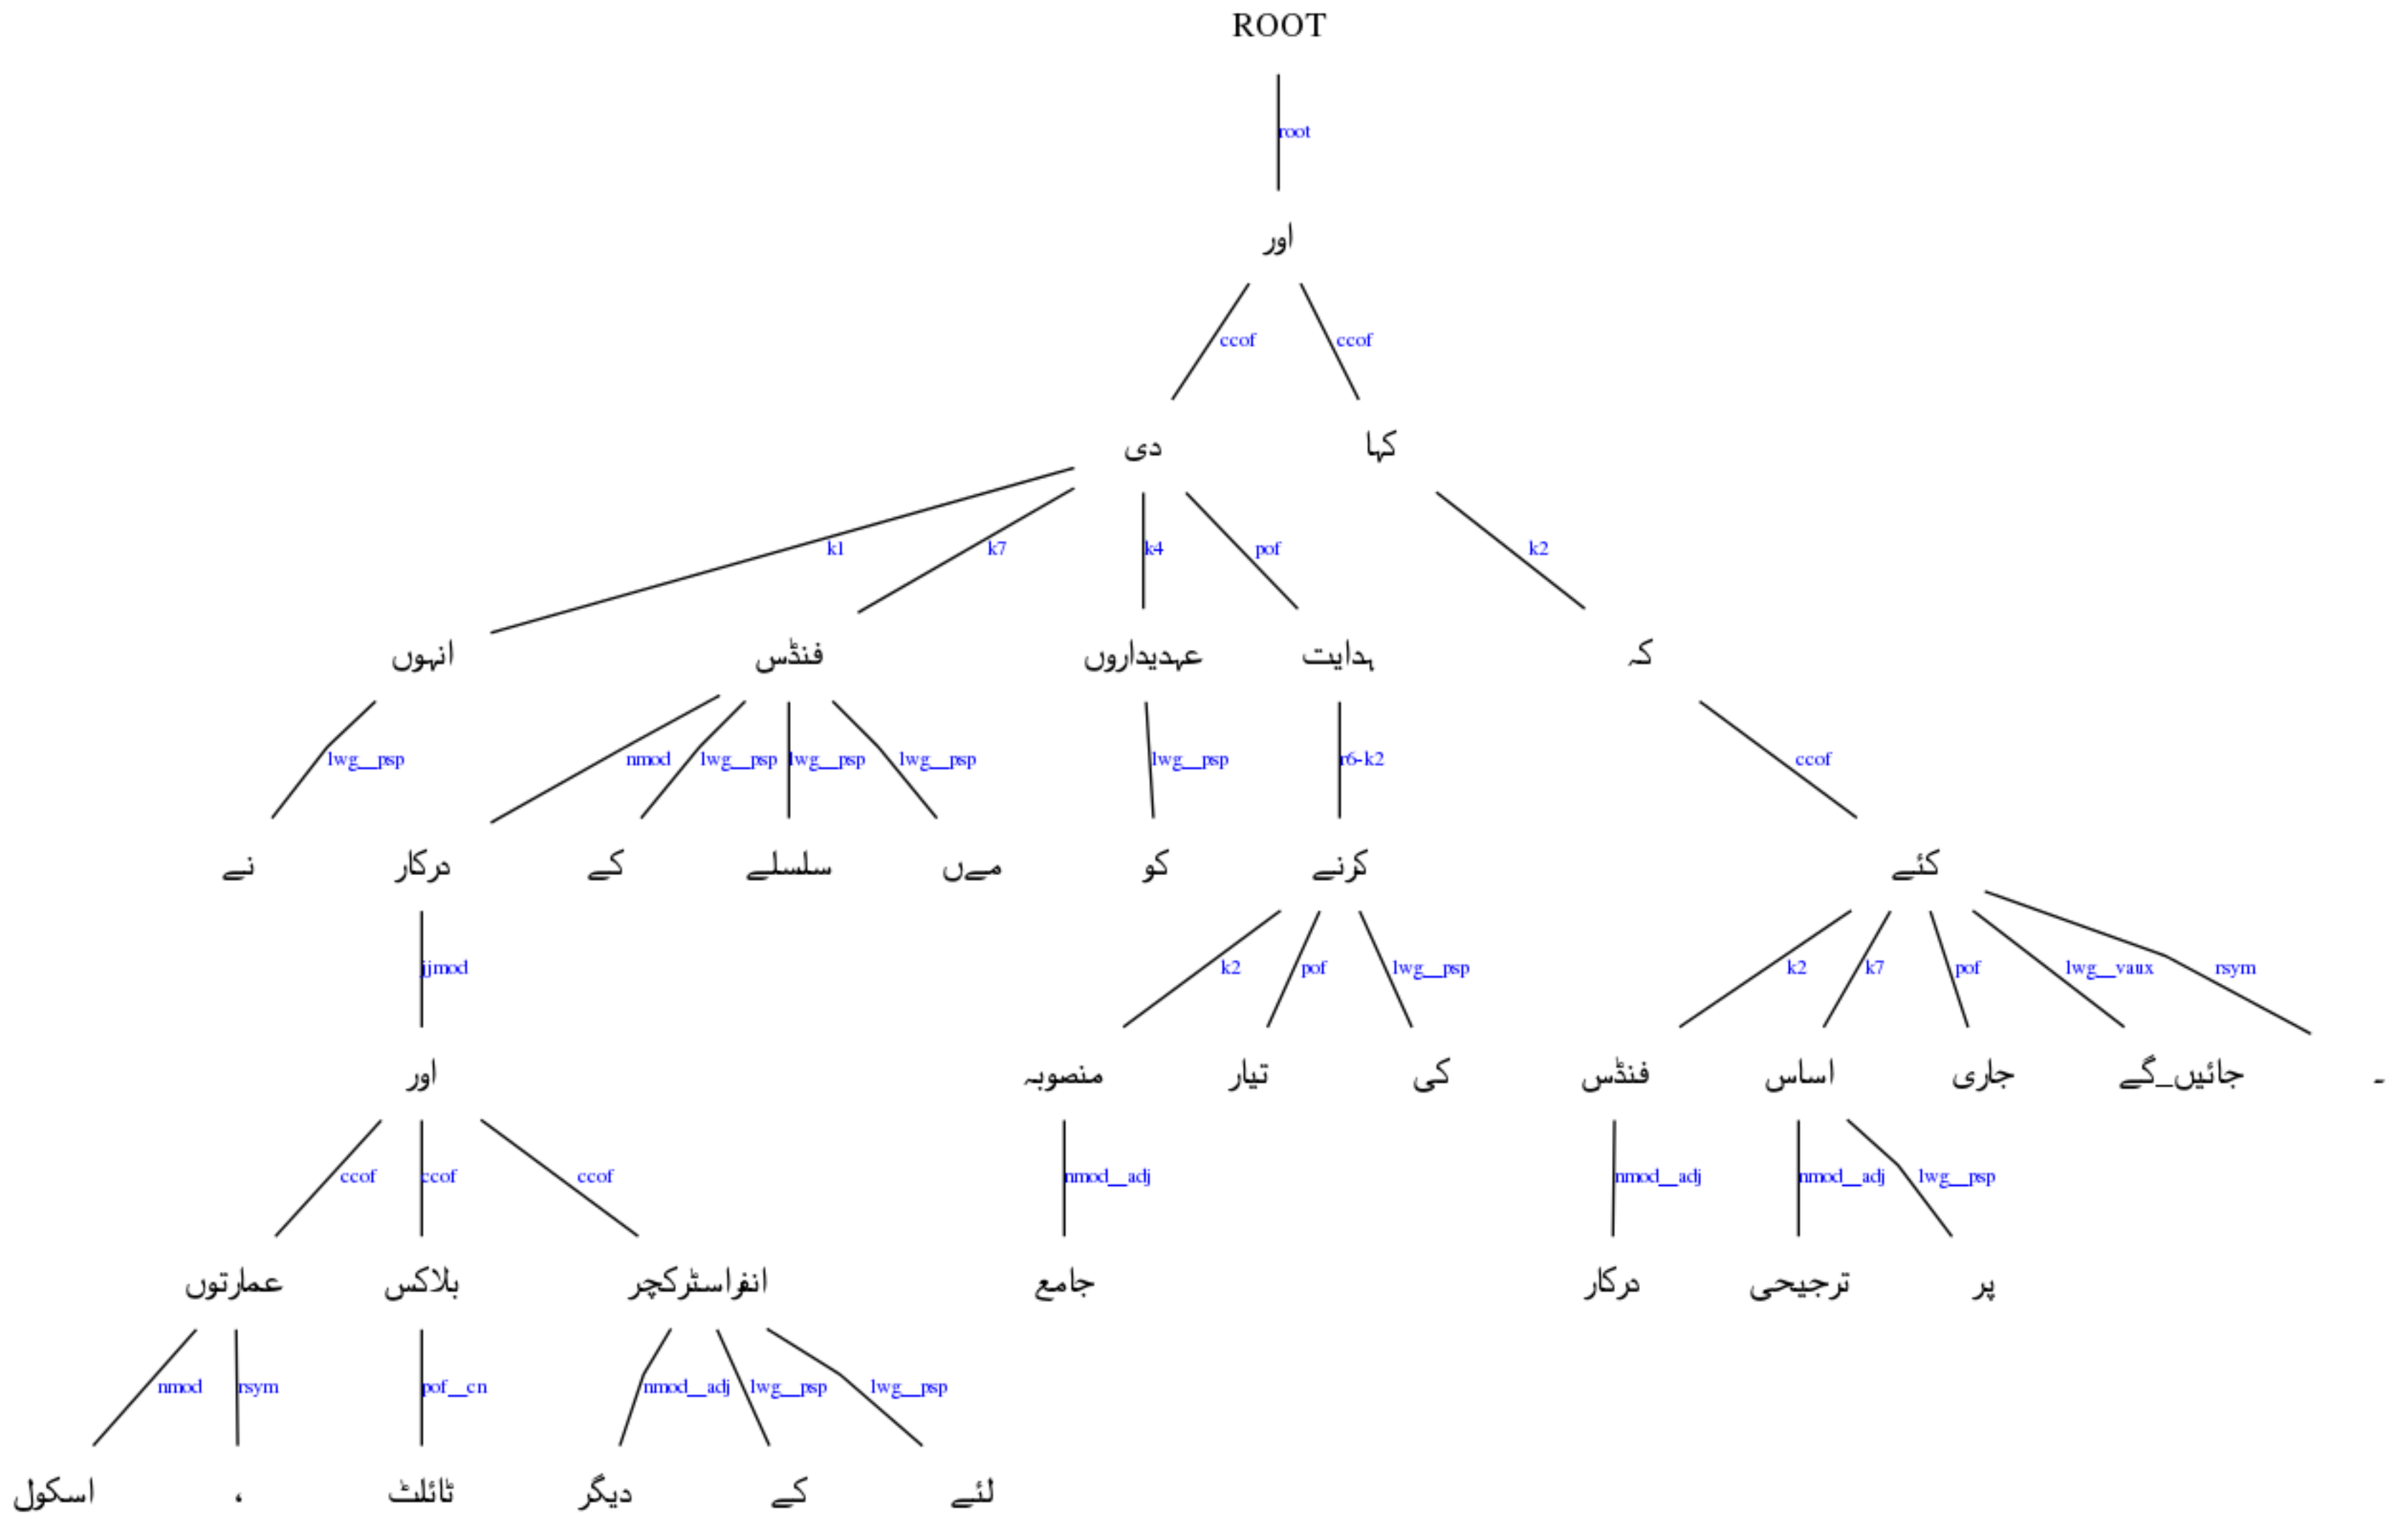 ROOT
root
اور
ccof ccof
دی کہا
k1 k7 k4 pof k2
انہوں فنڈس عہدیداروں ہدایت کہ
lwg__psp nmod lwg__psp lwg__psp lwg__psp lwg__psp r6-k2 ccof
نے درکار کے سلسلے مےں کو کرنے کئے
jjmod k2 pof lwg__psp k2 k7 pof lwg__vaux rsym
اور منصوبہ تیار کی فنڈس اساس جاری جائیں_گے ۔
ccof ccof ccof nmod__adj nmod__adj nmod__adj lwg__psp
عمارتوں بلاکس انفراسٹرکچر جامع درکار ترجیحی پر
nmod rsym pof__cn nmod__adj lwg__psp lwg__psp
اسکول ، ٹائلٹ دیگر کے لئے